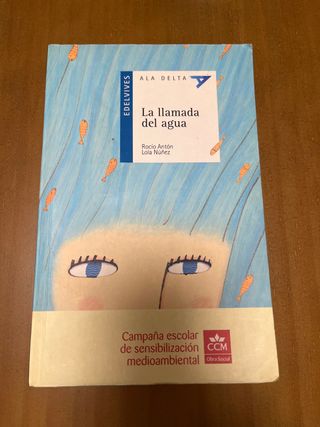 EDELVIVES
ALA DELTA
La llamada
del agua
Rocío Antón
Lola Núñez
Campaña escolar
de sensibilización
medioambiental
CCM
Obra Social